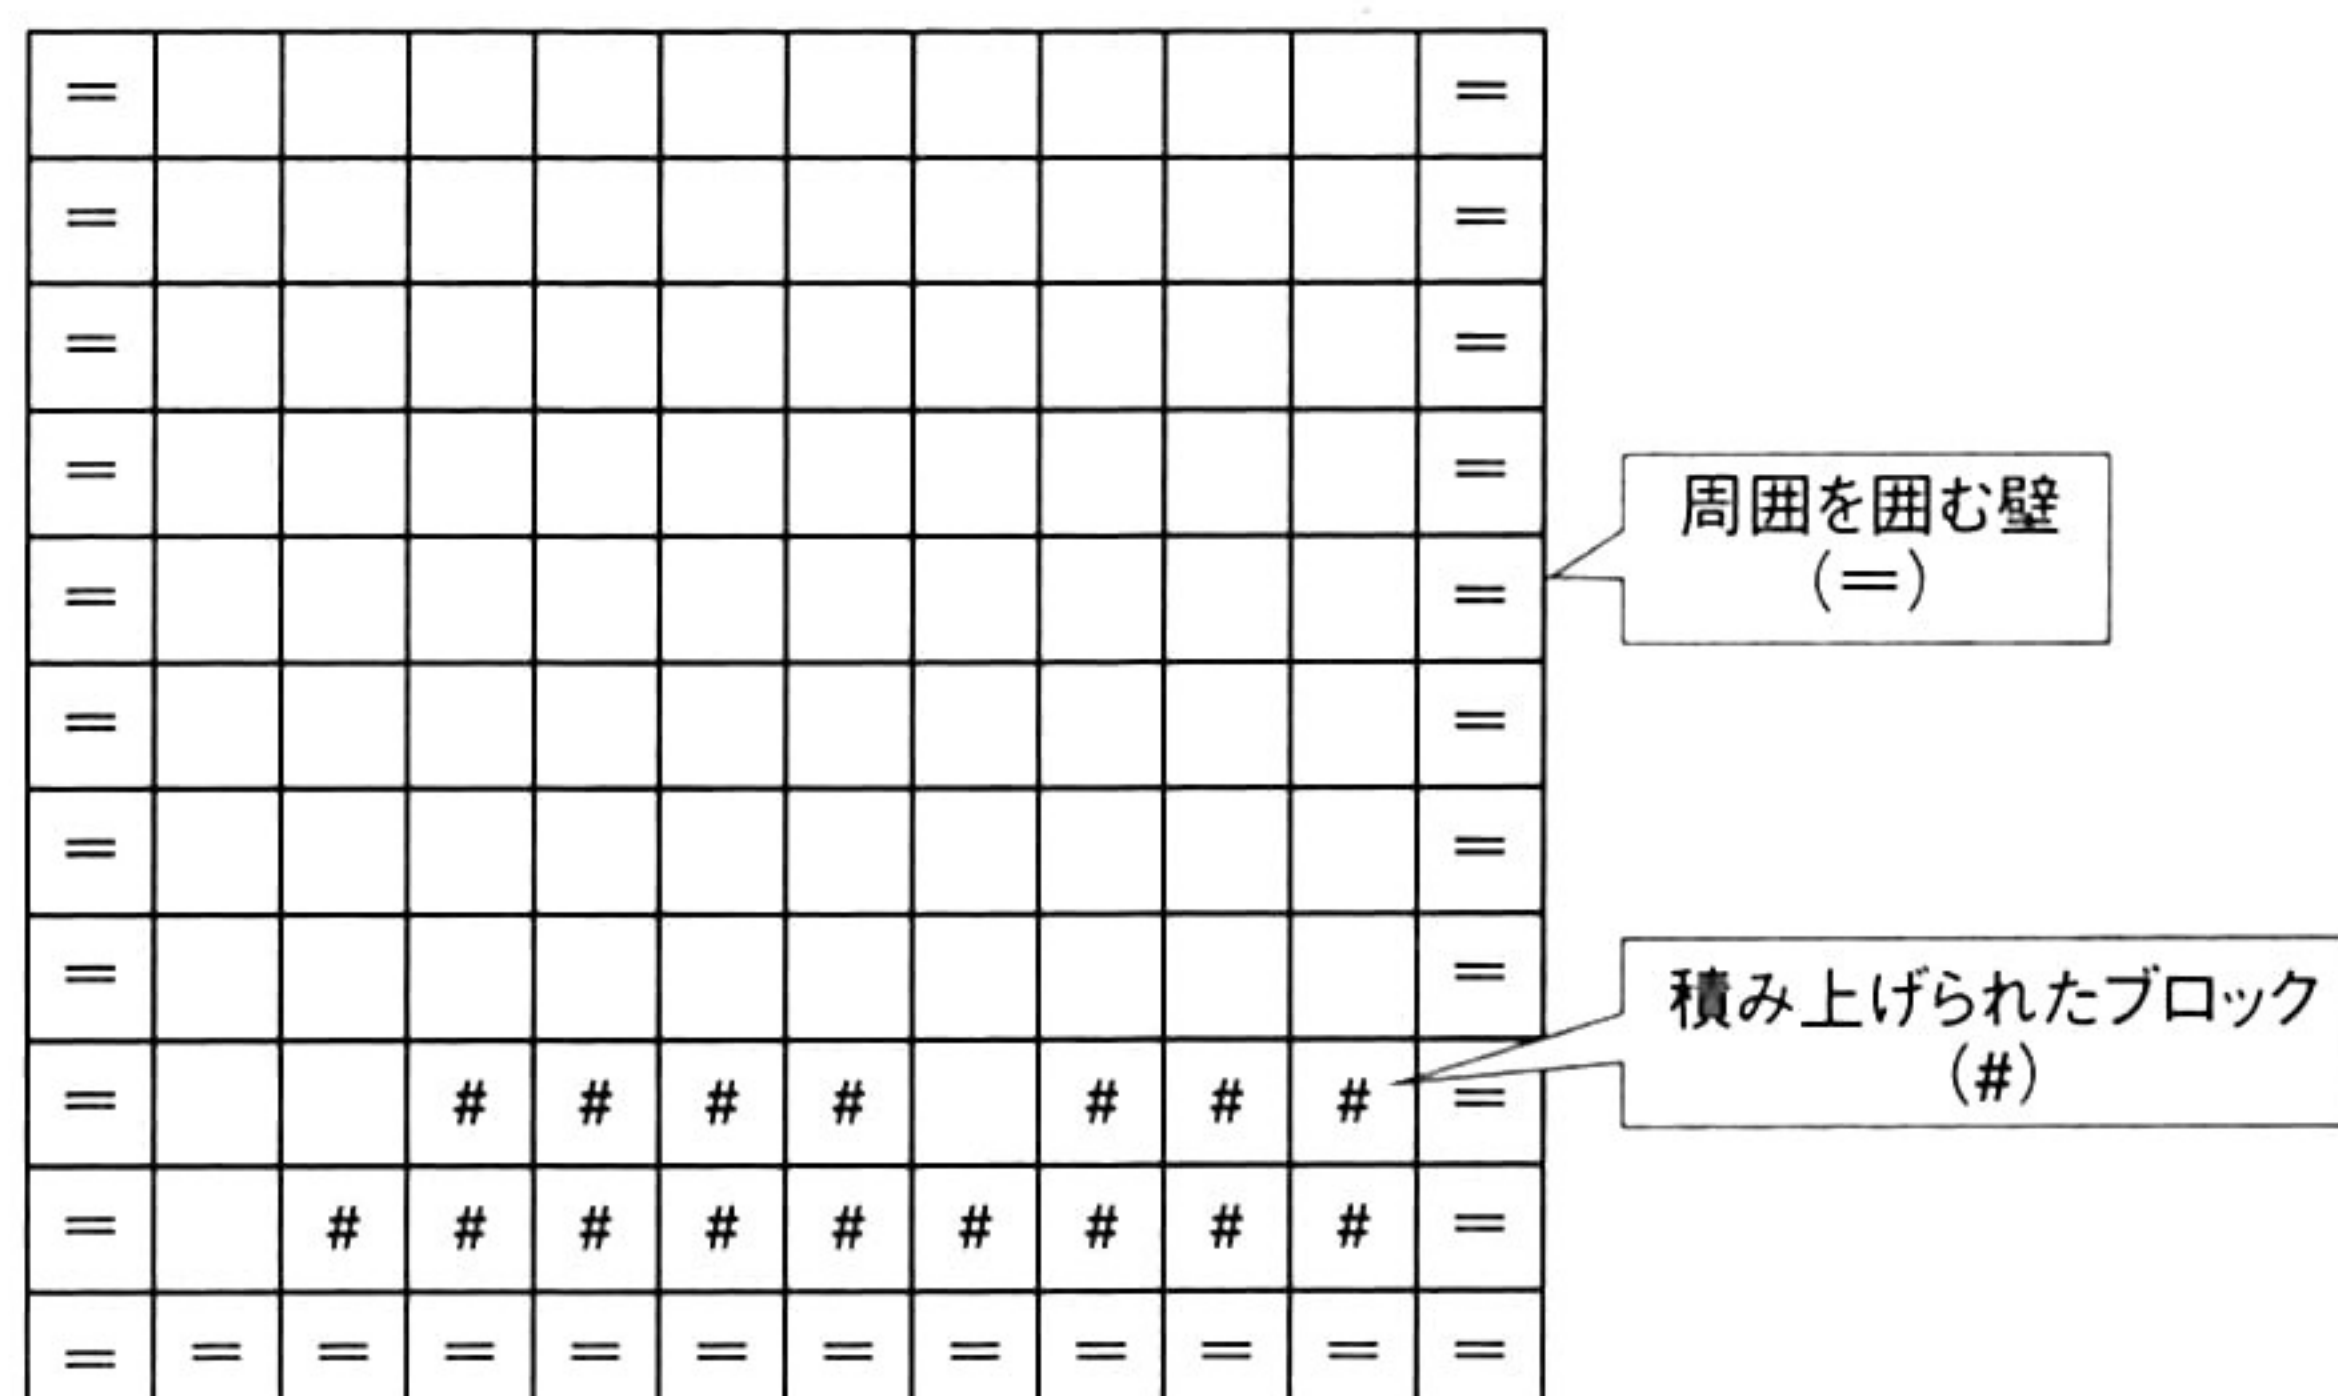 = =
= =
= =
= =
周囲を囲む壁
(=)
= =
= =
= =
= =
積み上げられたブロック
(#)
= # # # # # # # =
= # # # # # # # # # =
= = = = = = = = = = = =